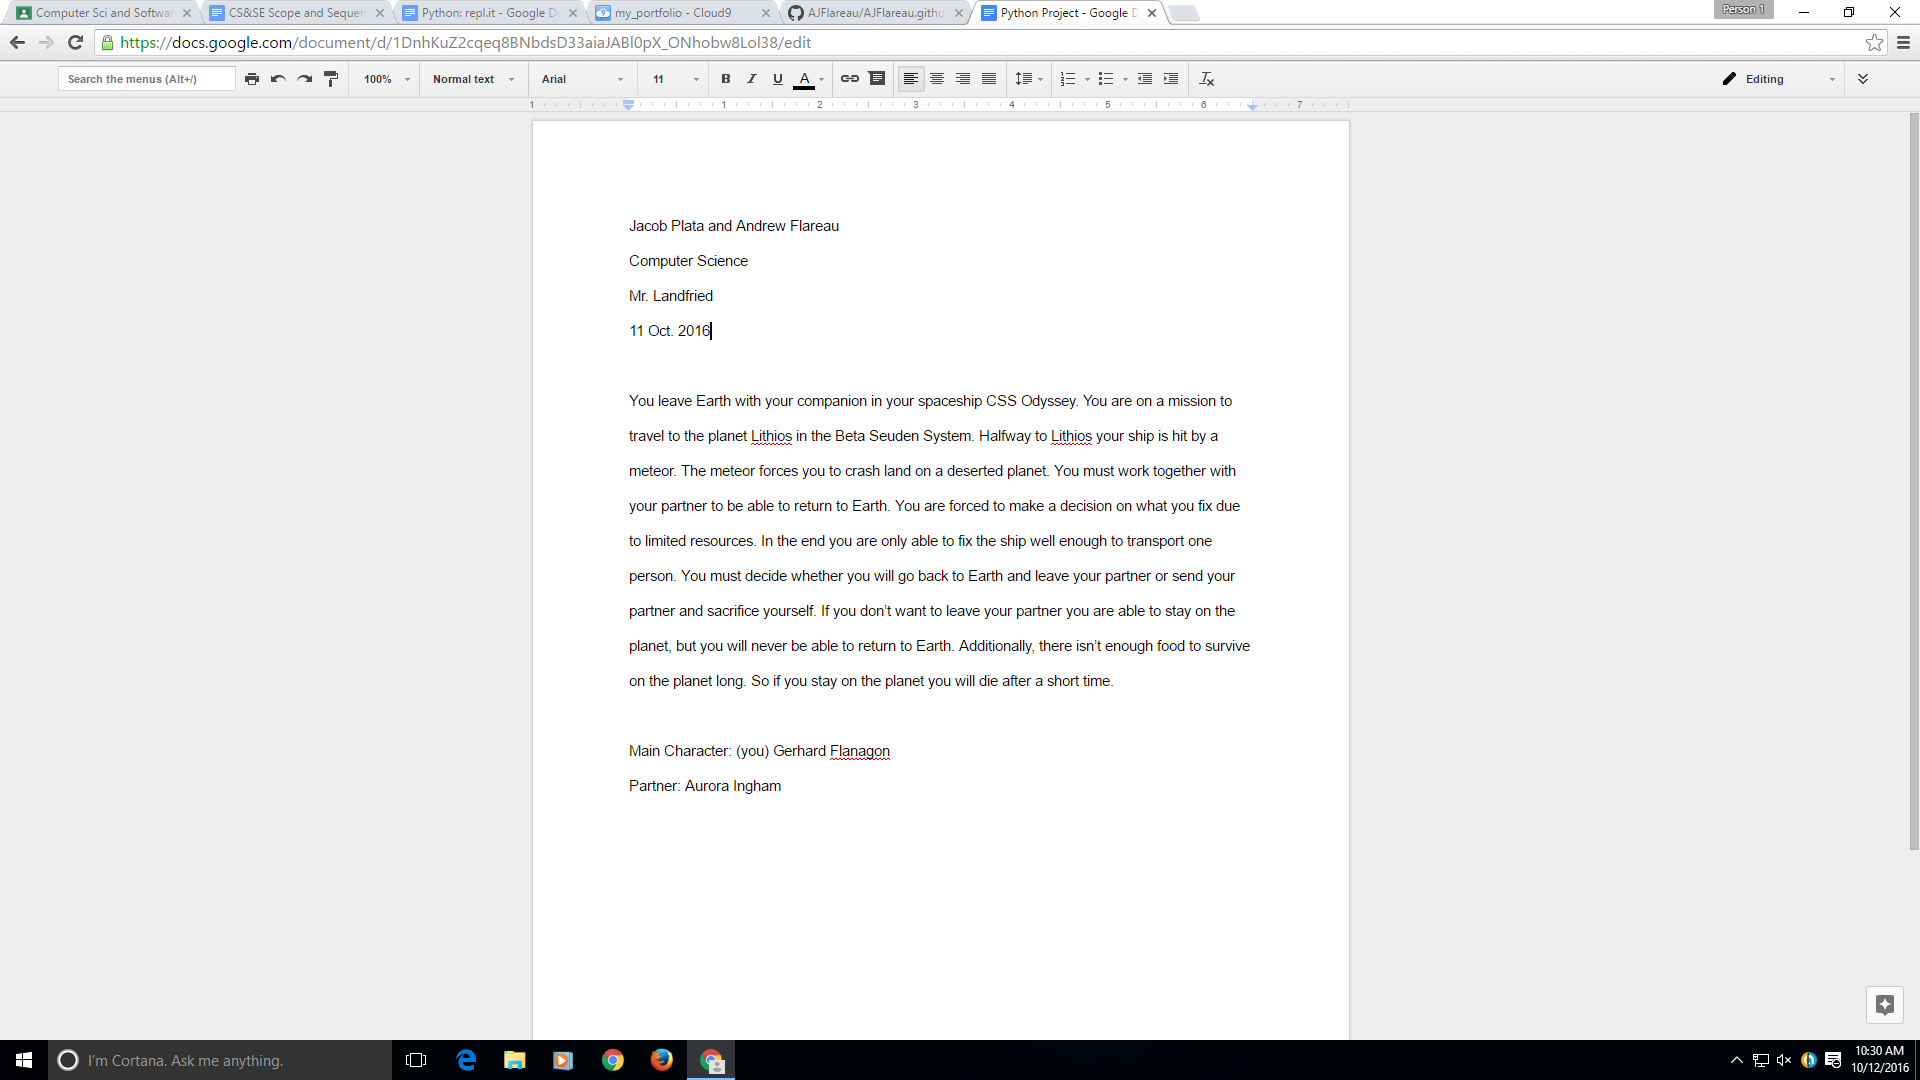 Computer Sci and Softwar
CS&SE Scope and Sequen
Python: repl.it - Google D
my_portfolio - Cloud9
AJFlareau/AJFlareau.githu
Python Project - Google D
Person 1
https://docs.google.com/document/d/1DnhKuZ2cqeq8BNbdsD33aiaJABl0pX_ONhobw8Lol38/edit
Search the menus (Alt+/)
100%
Normal text
Arial
11
B I U A
Editing
1 1 2 3 4 5 6 7
Jacob Plata and Andrew Flareau
Computer Science
Mr. Landfried
11 Oct. 2016
You leave Earth with your companion in your spaceship CSS Odyssey. You are on a mission to
travel to the planet Lithios in the Beta Seuden System. Halfway to Lithios your ship is hit by a
meteor. The meteor forces you to crash land on a deserted planet. You must work together with
your partner to be able to return to Earth. You are forced to make a decision on what you fix due
to limited resources. In the end you are only able to fix the ship well enough to transport one
person. You must decide whether you will go back to Earth and leave your partner or send your
partner and sacrifice yourself. If you don’t want to leave your partner you are able to stay on the
planet, but you will never be able to return to Earth. Additionally, there isn’t enough food to survive
on the planet long. So if you stay on the planet you will die after a short time.
Main Character: (you) Gerhard Flanagon
Partner: Aurora Ingham
I'm Cortana. Ask me anything.
10:30 AM
10/12/2016